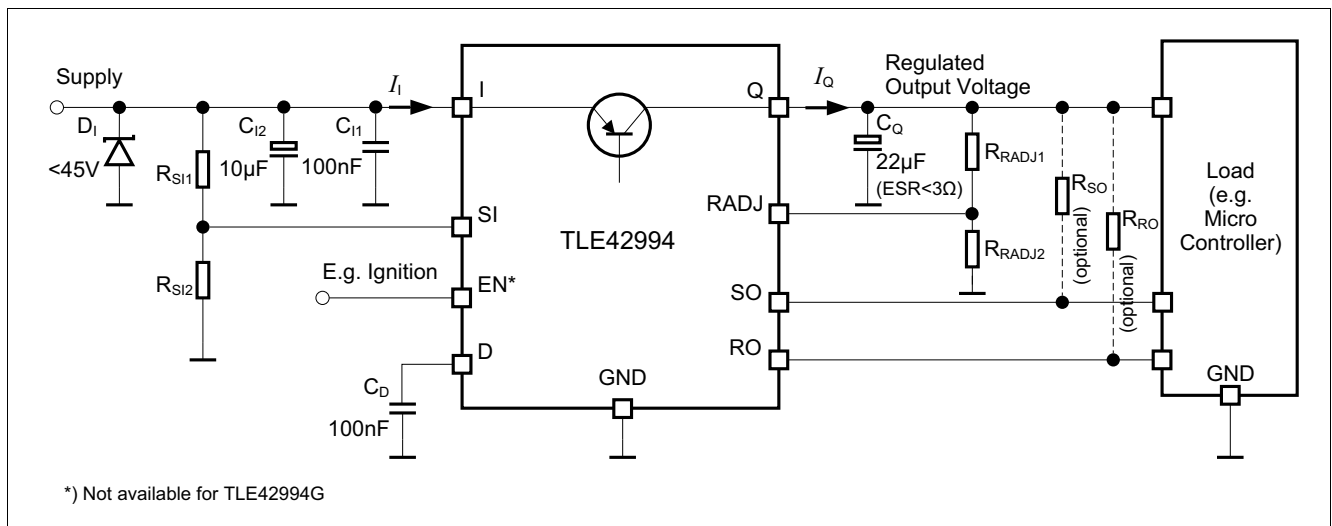 Supply
D_I
<45V
R_SI1
R_SI2
C_I2
10µF
C_I1
100nF
I_I
I
SI
E.g. Ignition
EN*
D
C_D
100nF
TLE42994
GND
Q
RADJ
SO
RO
I_Q
Regulated
Output Voltage
C_Q
22µF
(ESR<3Ω)
R_RADJ1
R_RADJ2
R_SO
(optional)
R_RO
(optional)
Load
(e.g.
Micro
Controller)
GND
*) Not available for TLE42994G